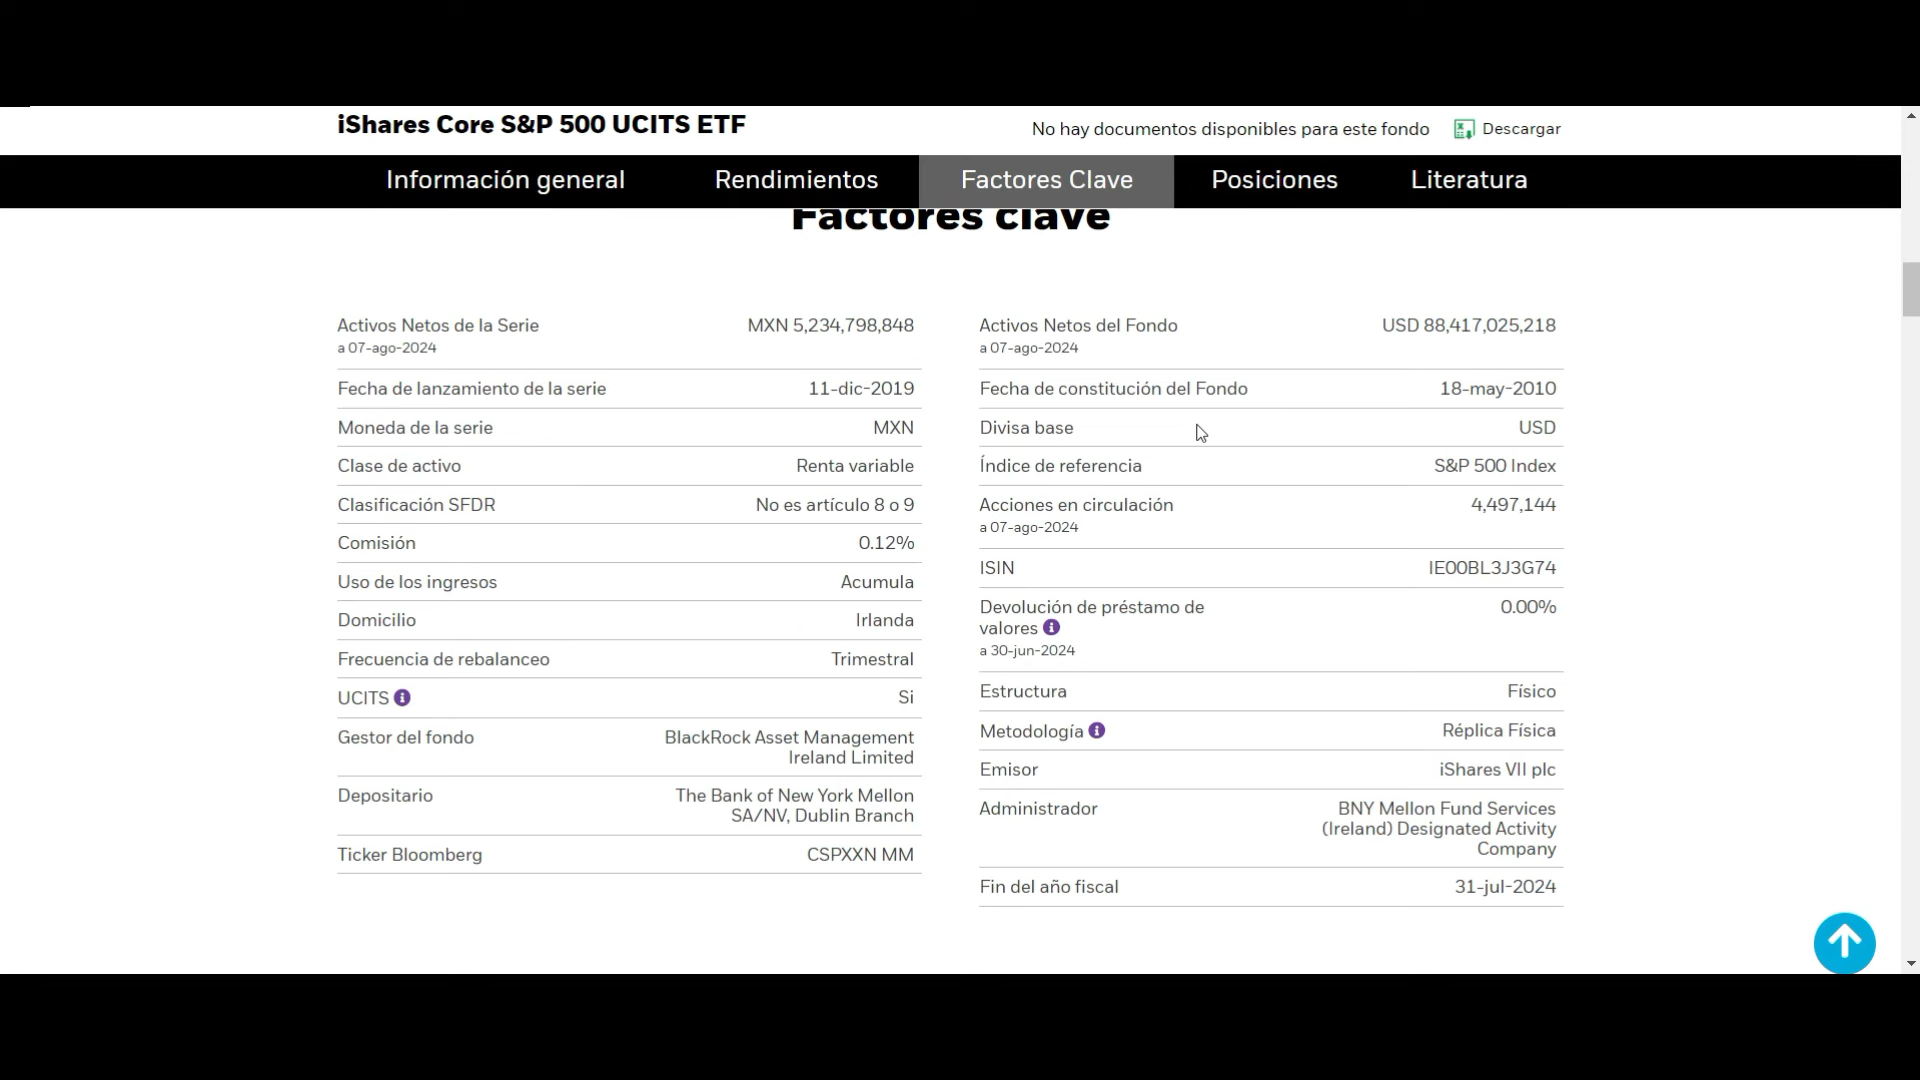 iShares Core S&P 500 UCITS ETF
No hay documentos disponibles para este fondo
Descargar
Información general
Rendimientos
Factores Clave
Posiciones
Literatura
Factores clave
Activos Netos de la Serie MXN 5,234,798,848
a 07-ago-2024
Fecha de lanzamiento de la serie 11-dic-2019
Moneda de la serie MXN
Clase de activo Renta variable
Clasificación SFDR No es artículo 8 o 9
Comisión 0.12%
Uso de los ingresos Acumula
Domicilio Irlanda
Frecuencia de rebalanceo Trimestral
UCITS Si
Gestor del fondo BlackRock Asset Management
Ireland Limited
Depositario The Bank of New York Mellon
SA/NV, Dublin Branch
Ticker Bloomberg CSPXXN MM
Activos Netos del Fondo USD 88,417,025,218
a 07-ago-2024
Fecha de constitución del Fondo 18-may-2010
Divisa base USD
Índice de referencia S&P 500 Index
Acciones en circulación 4,497,144
a 07-ago-2024
ISIN IE00BL3J3G74
Devolución de préstamo de 0.00%
valores
a 30-jun-2024
Estructura Físico
Metodología Réplica Física
Emisor iShares VII plc
Administrador BNY Mellon Fund Services
(Ireland) Designated Activity
Company
Fin del año fiscal 31-jul-2024